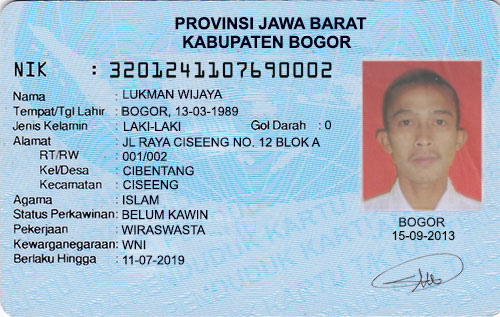 PROVINSI JAWA BARAT
KABUPATEN BOGOR
NIK : 3201241107690002
Nama : LUKMAN WIJAYA
Tempat/Tgl Lahir : BOGOR, 13-03-1989
Jenis Kelamin : LAKI-LAKI Gol Darah : 0
Alamat : JL RAYA CISEENG NO. 12 BLOK A
RT/RW : 001/002
Kel/Desa : CIBENTANG
Kecamatan : CISEENG
Agama : ISLAM
Status Perkawinan: BELUM KAWIN
Pekerjaan : WIRASWASTA
Kewarganegaraan: WNI
Berlaku Hingga : 11-07-2019
BOGOR
15-09-2013